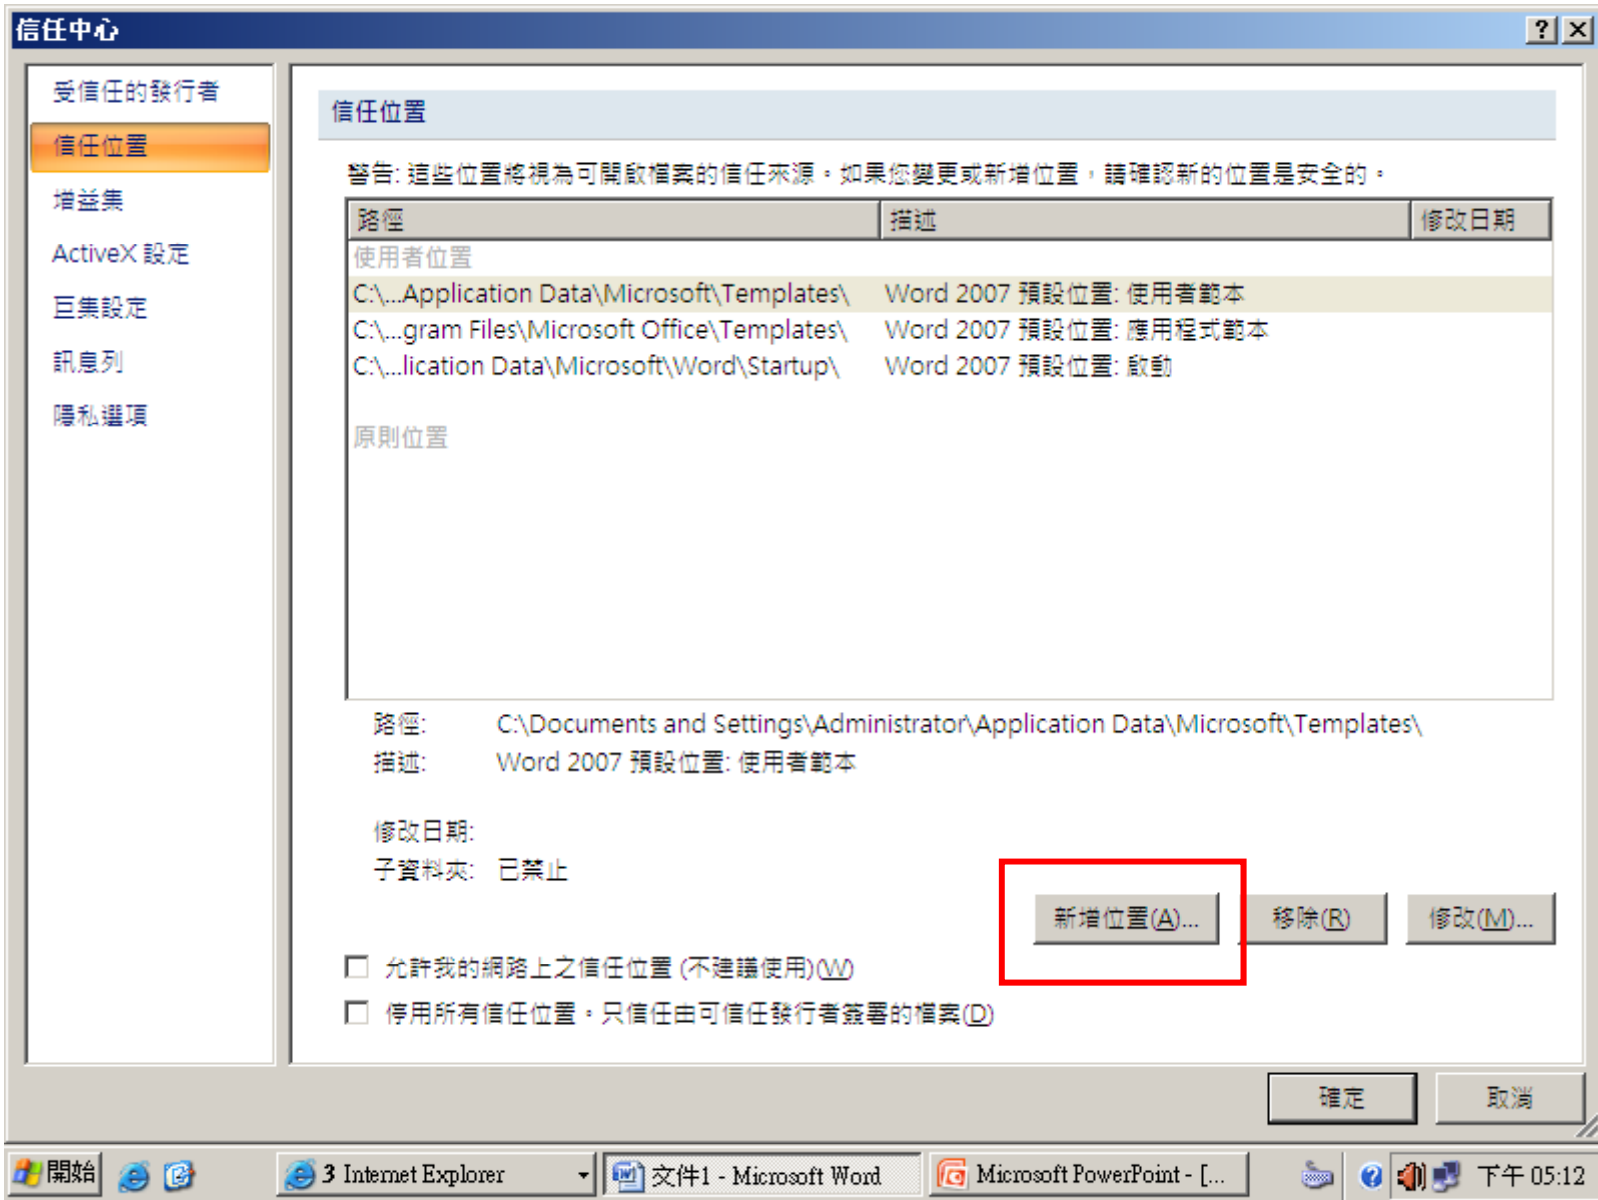 信任中心
受信任的發行者
信任位置
增益集
ActiveX 設定
巨集設定
訊息列
隱私選項
信任位置
警告: 這些位置將視為可開啟檔案的信任來源。如果您變更或新增位置，請確認新的位置是安全的。
路徑 描述 修改日期
使用者位置
C:\...Application Data\Microsoft\Templates\ Word 2007 預設位置: 使用者範本
C:\...gram Files\Microsoft Office\Templates\ Word 2007 預設位置: 應用程式範本
C:\...lication Data\Microsoft\Word\Startup\ Word 2007 預設位置: 啟動
原則位置
路徑: C:\Documents and Settings\Administrator\Application Data\Microsoft\Templates\
描述: Word 2007 預設位置: 使用者範本
修改日期:
子資料夾: 已禁止
新增位置(A)... 移除(R) 修改(M)...
允許我的網路上之信任位置 (不建議使用)(W)
停用所有信任位置。只信任由可信任發行者簽署的檔案(D)
確定 取消
開始 3 Internet Explorer 文件1 - Microsoft Word Microsoft PowerPoint - [... 下午 05:12